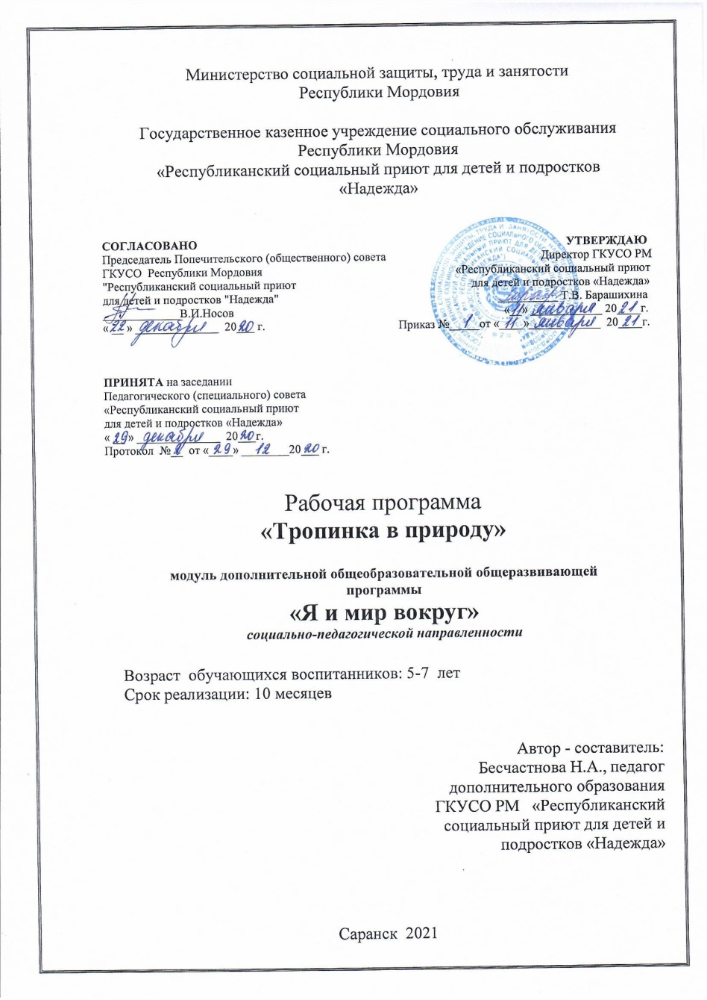 Министерство социальной защиты, труда и занятости
Республики Мордовия
Государственное казенное учреждение социального обслуживания
Республики Мордовия
«Республиканский социальный приют для детей и подростков
«Надежда»
СОГЛАСОВАНО
Председатель Попечительского (общественного) совета
ГКУСО Республики Мордовия
"Республиканский социальный приют
для детей и подростков "Надежда"
____________ В.И.Носов
«22» декабря 2020 г.
УТВЕРЖДАЮ
Директор ГКУСО РМ
«Республиканский социальный приют
для детей и подростков «Надежда»
__________ Т.В. Барашихина
«11» января 2021 г.
Приказ № 1 от «11» января 2021 г.
ПРИНЯТА на заседании
Педагогического (специального) совета
«Республиканский социальный приют
для детей и подростков «Надежда»
«29» декабря 2020 г.
Протокол № от «29» 12 2020 г.
Рабочая программа
«Тропинка в природу»
модуль дополнительной общеобразовательной общеразвивающей
программы
«Я и мир вокруг»
социально-педагогической направленности
Возраст обучающихся воспитанников: 5-7 лет
Срок реализации: 10 месяцев
Автор - составитель:
Бесчастнова Н.А., педагог
дополнительного образования
ГКУСО РМ «Республиканский
социальный приют для детей и
подростков «Надежда»
Саранск 2021